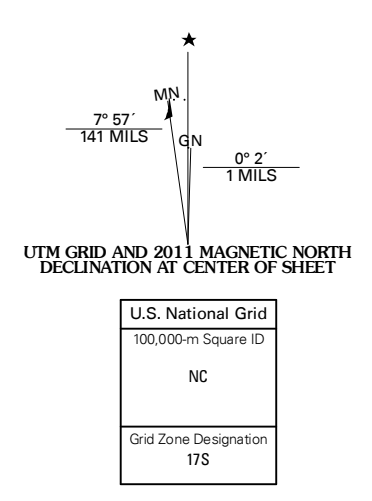 ★
MN
7° 57´
141 MILS
GN
0° 2´
1 MILS
UTM GRID AND 2011 MAGNETIC NORTH
DECLINATION AT CENTER OF SHEET
U.S. National Grid
100,000-m Square ID
NC
Grid Zone Designation
17S